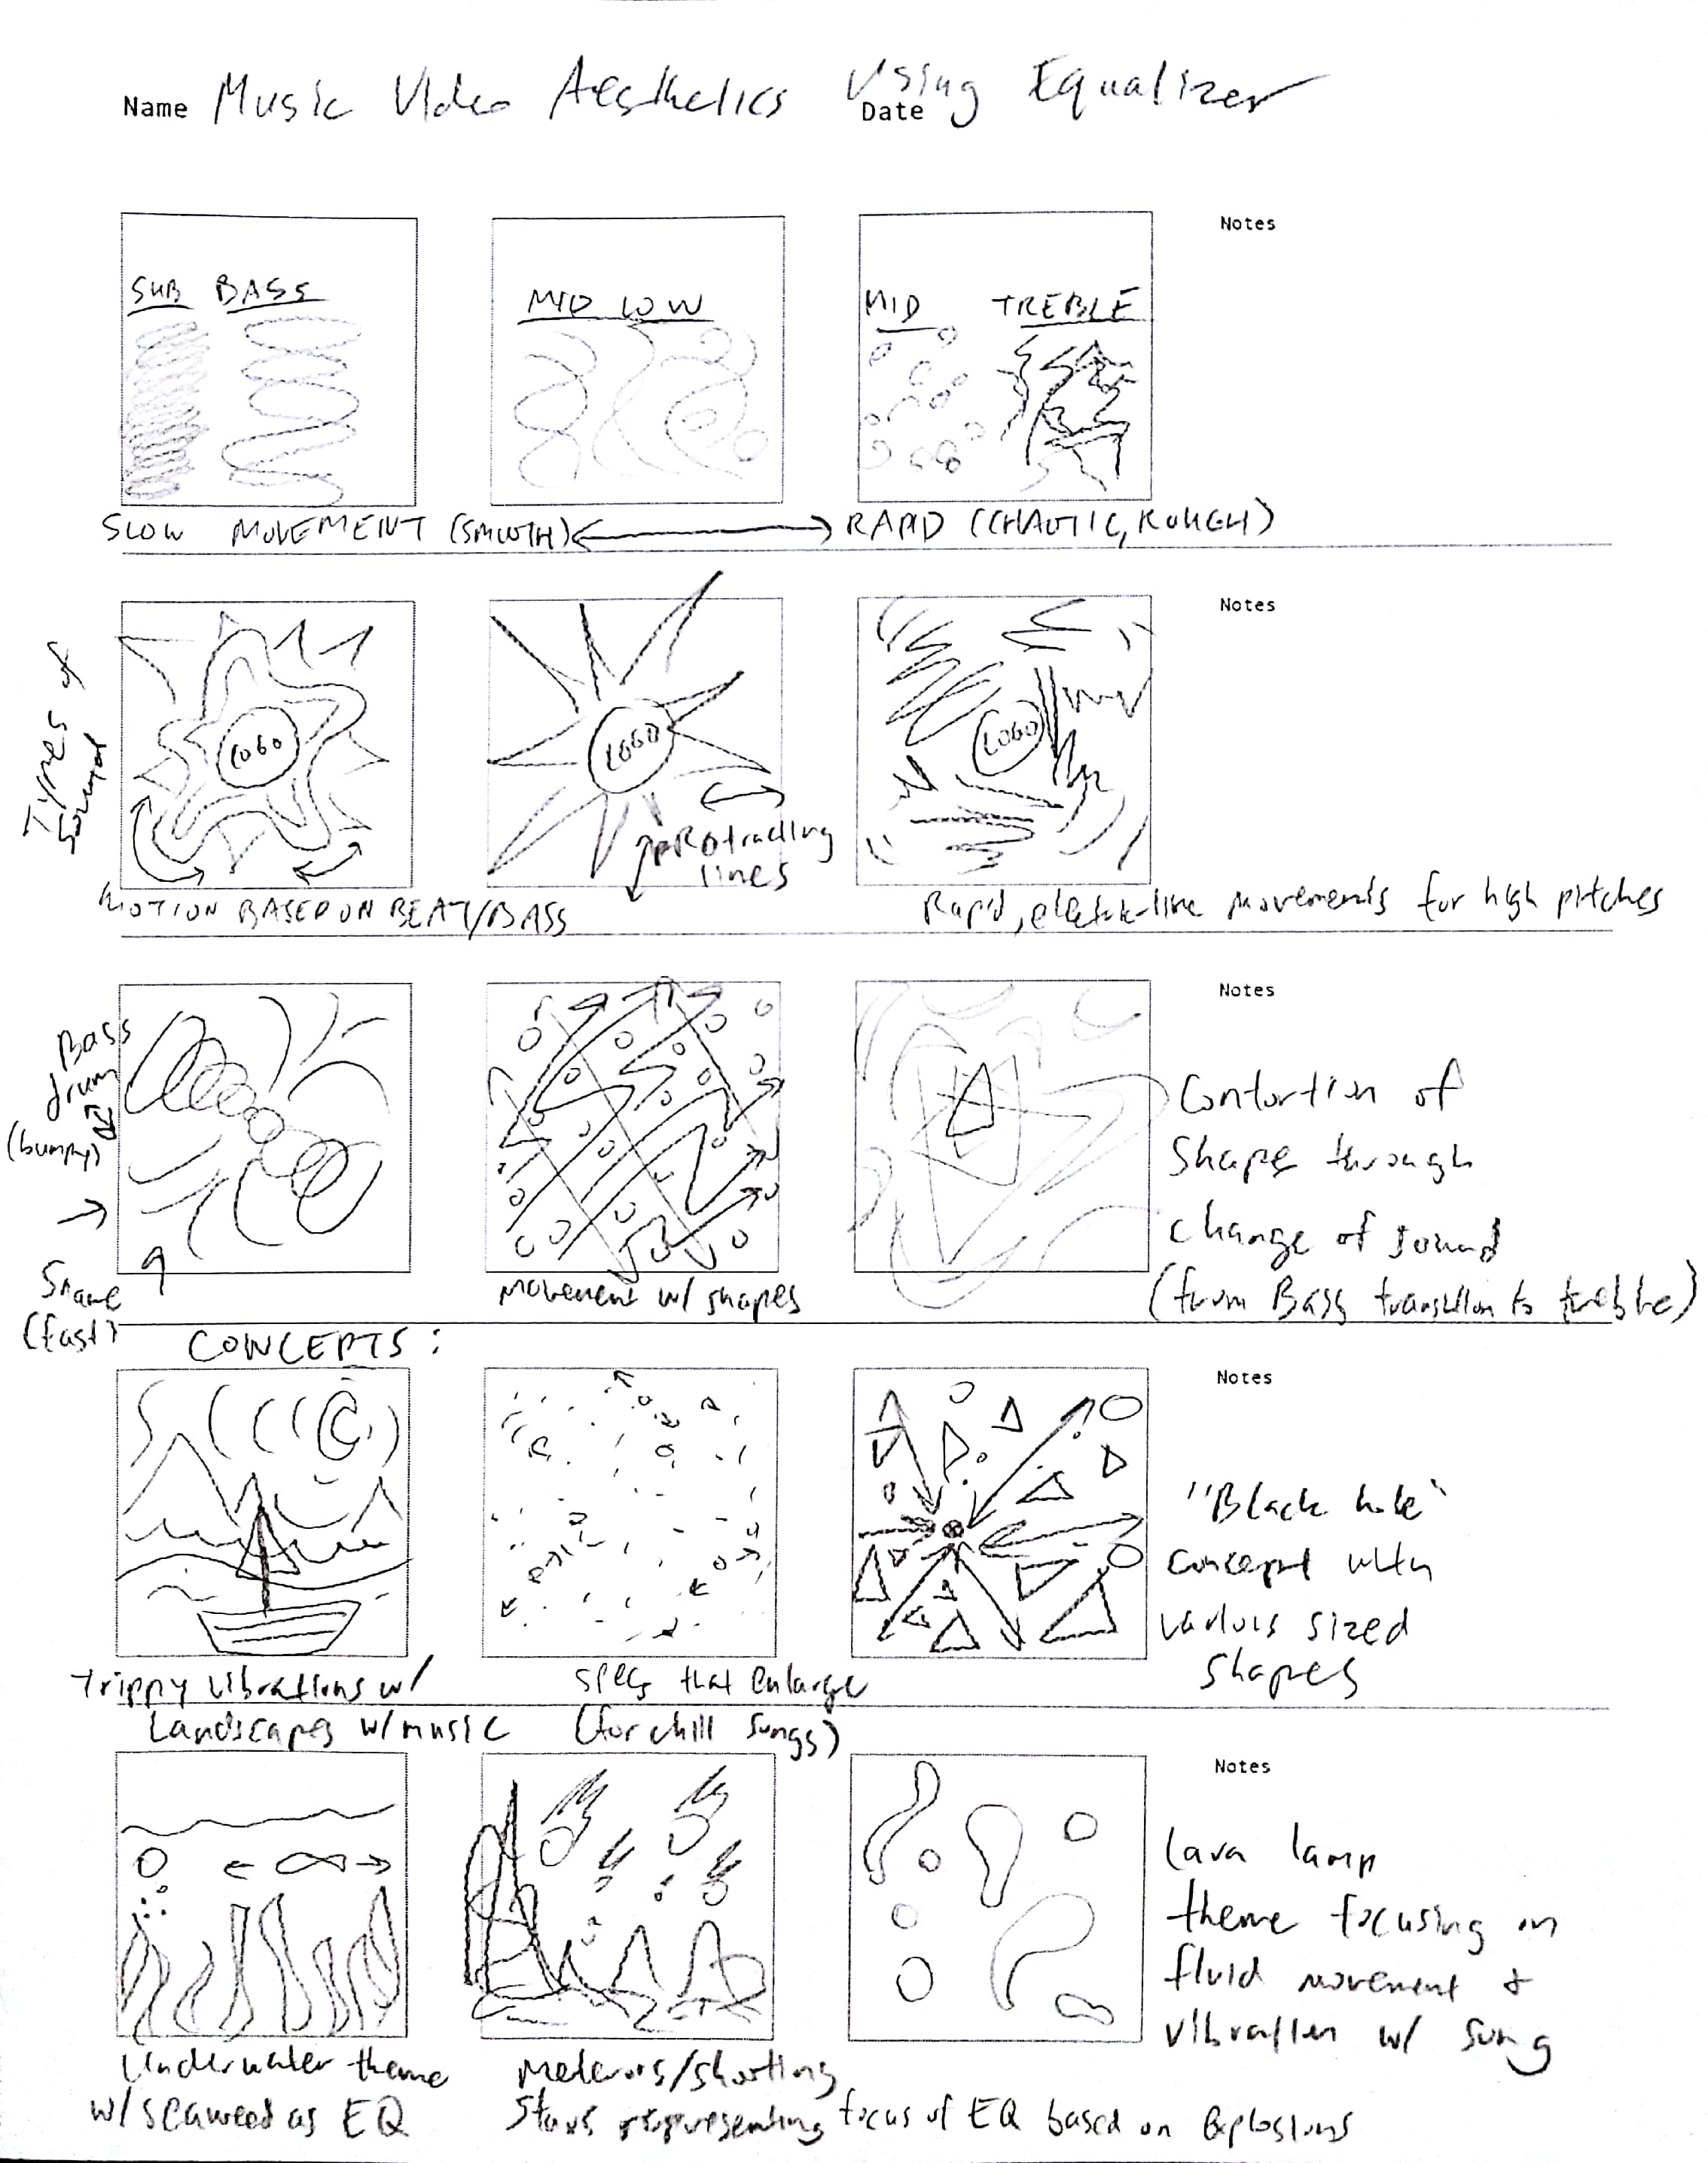 Name Music Video Aesthetics Using Equalizer
Date
Notes
SUB BASS
MID LOW
MID TREBLE
SLOW MOVEMENT (SMOOTH) ↔ RAPID (CHAOTIC, ROUGH)
Notes
Types of
Sound
LOGO
LOGO
LOGO
PROtruding
lines
MOTION BASED ON BEAT/BASS
Rapid, electric-like movements for high pitches
Notes
Bass
drum
(bumpy)
Snare
(fast)
Movement w/ shapes
Contortion of
Shape through
change of sound
(from Bass transition to treble)
CONCEPTS:
Notes
Trippy vibrations w/
Landscapes w/ music
Specs that Enlarge
(for chill songs)
"Black hole"
concept with
various sized
Shapes
Notes
Underwater theme
w/ seaweed as EQ
Meteors/shooting
Stars representing focus of EQ based on Explosions
Lava lamp
theme focusing on
fluid movement &
vibration w/ song